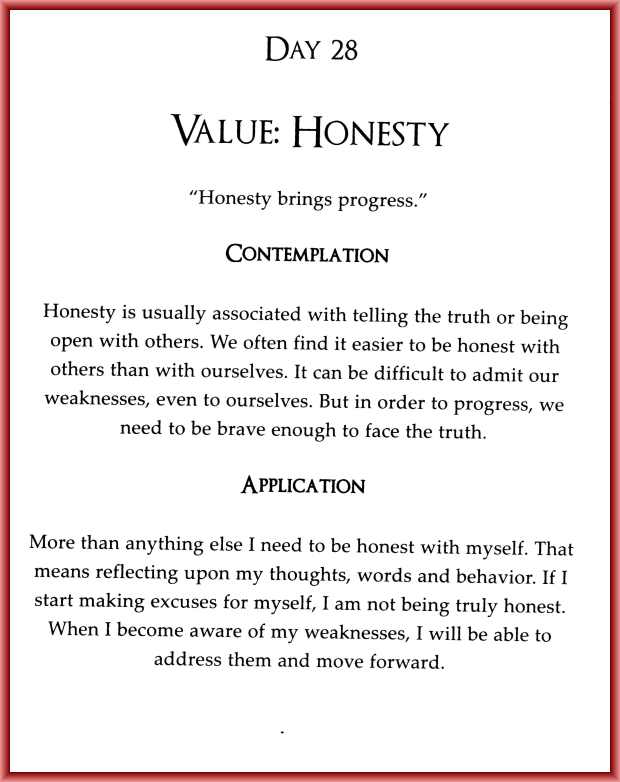 DAY 28
VALUE: HONESTY
“Honesty brings progress.”
CONTEMPLATION
Honesty is usually associated with telling the truth or being
open with others. We often find it easier to be honest with
others than with ourselves. It can be difficult to admit our
weaknesses, even to ourselves. But in order to progress, we
need to be brave enough to face the truth.
APPLICATION
More than anything else I need to be honest with myself. That
means reflecting upon my thoughts, words and behavior. If I
start making excuses for myself, I am not being truly honest.
When I become aware of my weaknesses, I will be able to
address them and move forward.
.